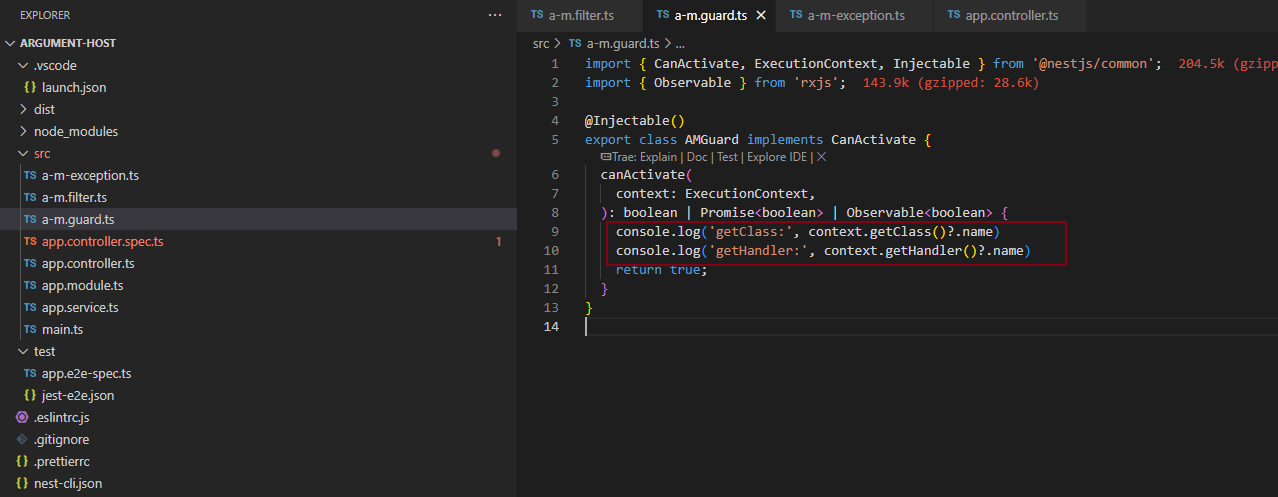 EXPLORER
ARGUMENT-HOST
.vscode
{} launch.json
dist
node_modules
src
TS a-m-exception.ts
TS a-m.filter.ts
TS a-m.guard.ts
TS app.controller.spec.ts 1
TS app.controller.ts
TS app.module.ts
TS app.service.ts
TS main.ts
test
TS app.e2e-spec.ts
{} jest-e2e.json
.eslintrc.js
.gitignore
{} .prettierrc
{} nest-cli.json
TS a-m.filter.ts TS a-m.guard.ts TS a-m-exception.ts TS app.controller.ts
src > TS a-m.guard.ts > ...
1 import { CanActivate, ExecutionContext, Injectable } from '@nestjs/common'; 204.5k (gzipp
2 import { Observable } from 'rxjs'; 143.9k (gzipped: 28.6k)
3
4 @Injectable()
5 export class AMGuard implements CanActivate {
Trae: Explain | Doc | Test | Explore IDE | X
6 canActivate(
7 context: ExecutionContext,
8 ): boolean | Promise<boolean> | Observable<boolean> {
9 console.log('getClass:', context.getClass()?.name)
10 console.log('getHandler:', context.getHandler()?.name)
11 return true;
12 }
13 }
14